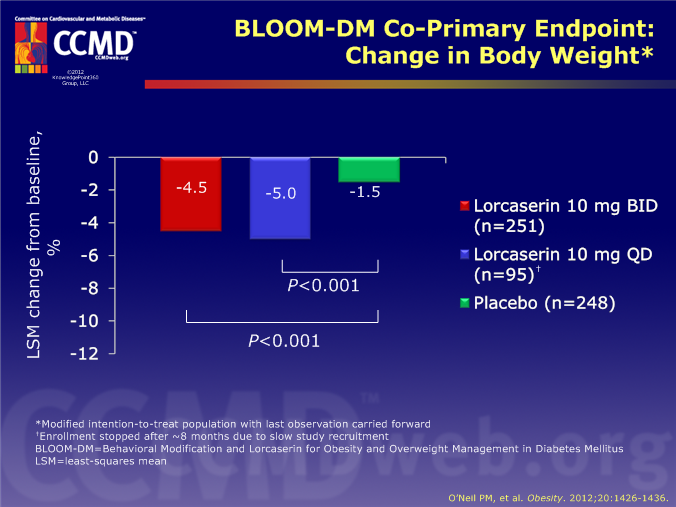 Committee on Cardiovascular and Metabolic Diseases™
CCMD™
CCMDweb.org
©2012
KnowledgePoint360
Group, LLC
BLOOM-DM Co-Primary Endpoint:
Change in Body Weight*
LSM change from baseline,
%
0
-2
-4
-6
-8
-10
-12
-4.5
-5.0
-1.5
P<0.001
P<0.001
Lorcaserin 10 mg BID
(n=251)
Lorcaserin 10 mg QD
(n=95)†
Placebo (n=248)
CCMD™web.org
*Modified intention-to-treat population with last observation carried forward
†Enrollment stopped after ~8 months due to slow study recruitment
BLOOM-DM=Behavioral Modification and Lorcaserin for Obesity and Overweight Management in Diabetes Mellitus
LSM=least-squares mean
O’Neil PM, et al. Obesity. 2012;20:1426-1436.